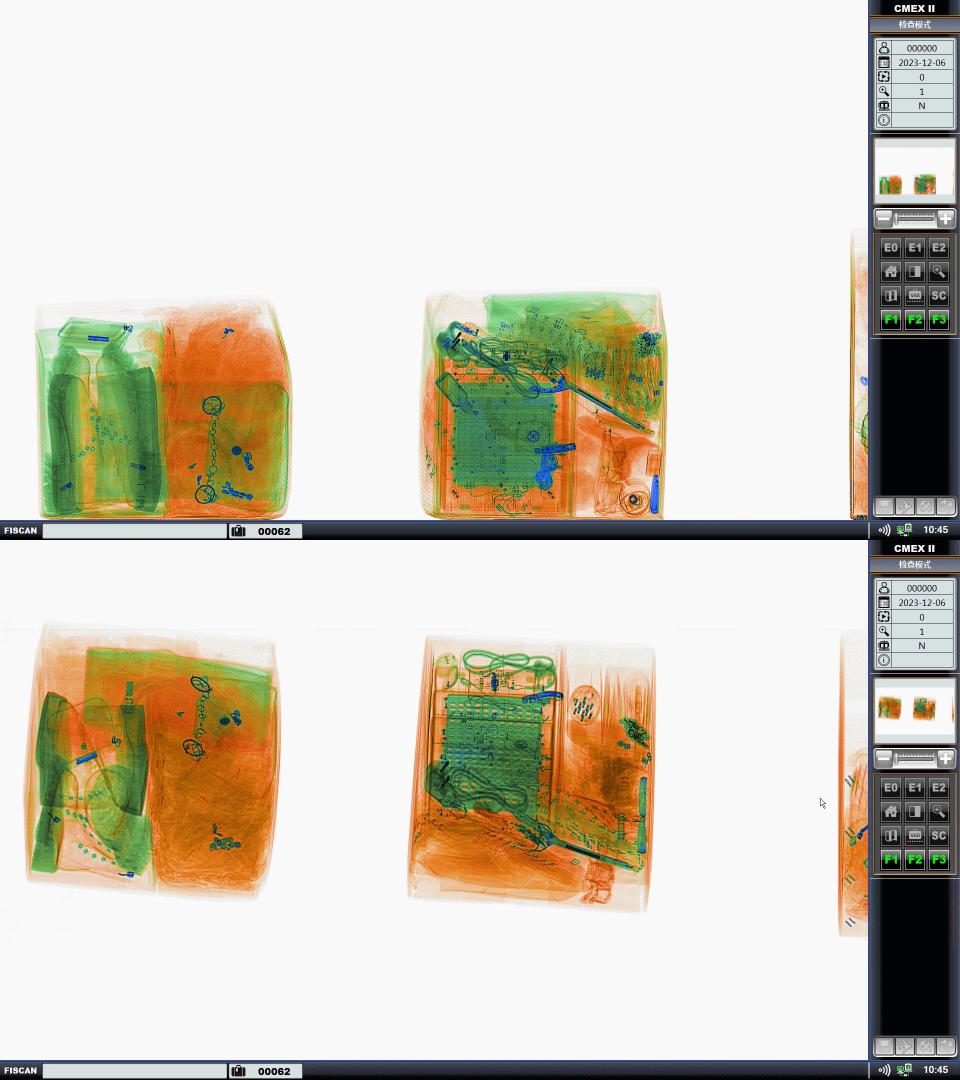 CMEX II
检查模式
000000
2023-12-06
0
1
N
E0 E1 E2
VAR SC
F1 F2 F3
FISCAN 00062 10:45
CMEX II
检查模式
000000
2023-12-06
0
1
N
E0 E1 E2
VAR SC
F1 F2 F3
FISCAN 00062 10:45